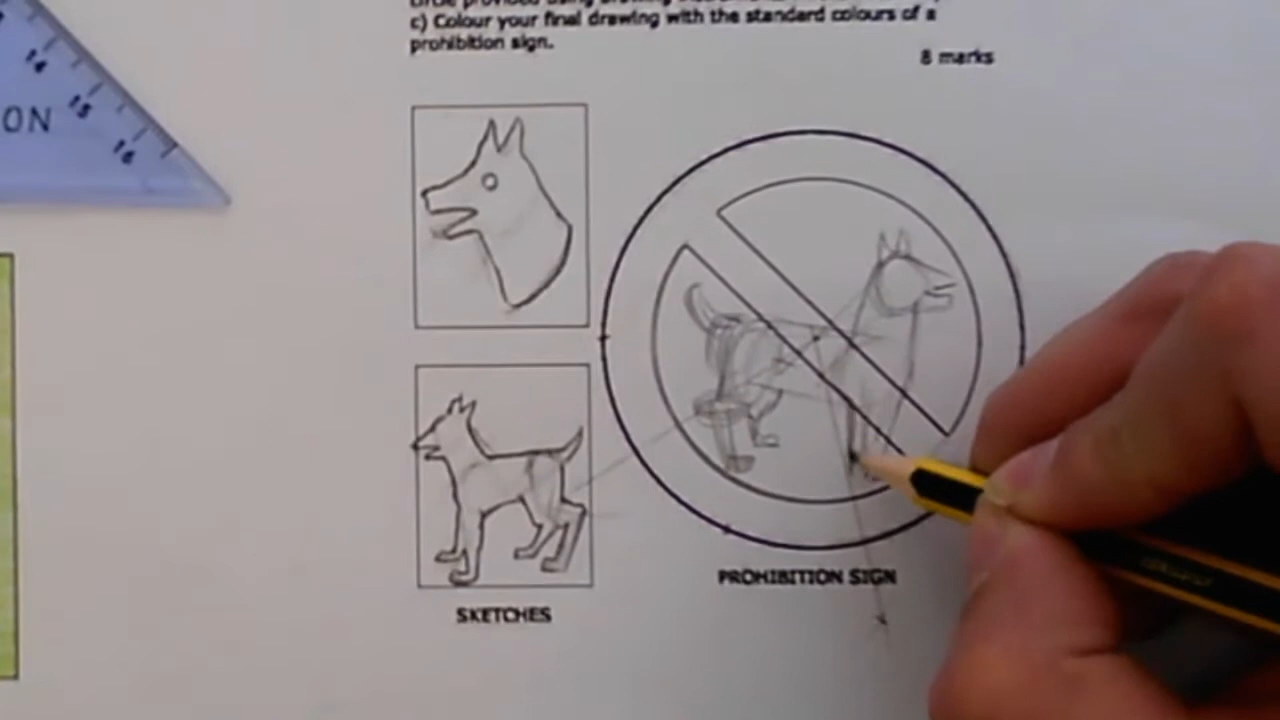 c) Colour your final drawing with the standard colours of a
prohibition sign.
8 marks
14
15
16
ON
PROHIBITION SIGN
SKETCHES